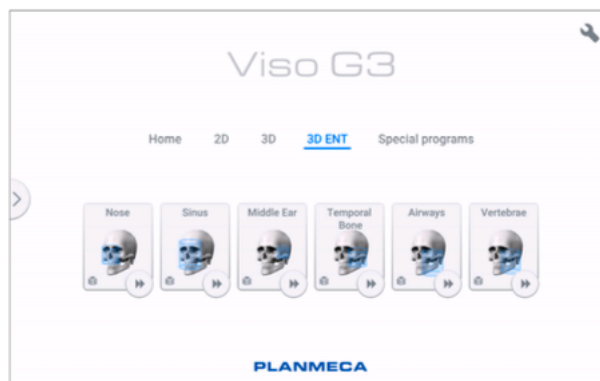 Viso G3
Home 2D 3D 3D ENT Special programs
Nose Sinus Middle Ear Temporal Bone Airways Vertebrae
PLANMECA